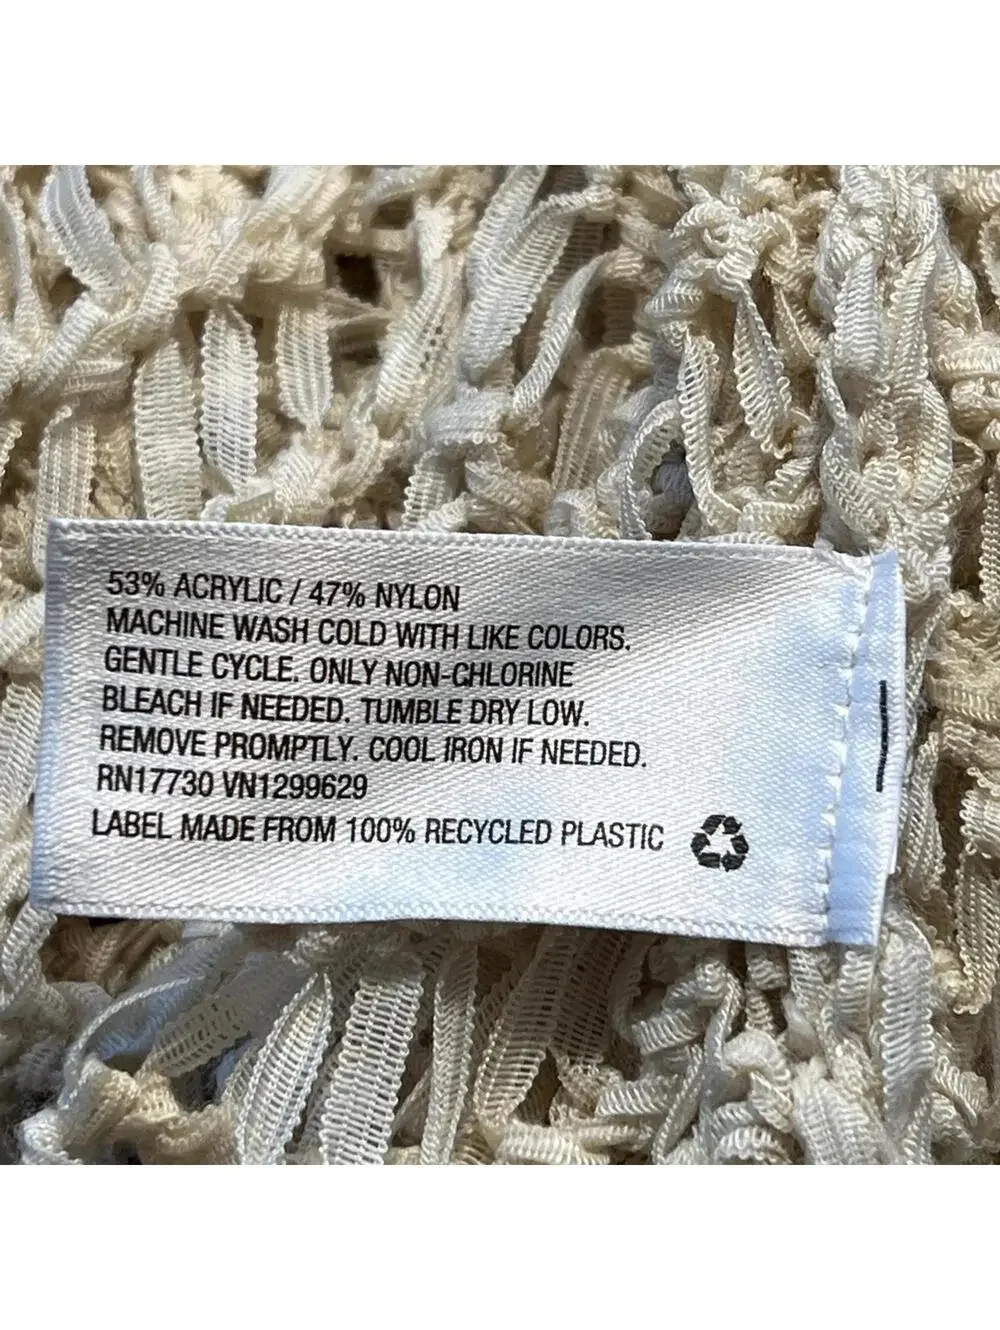 53% ACRYLIC / 47% NYLON
MACHINE WASH COLD WITH LIKE COLORS.
GENTLE CYCLE. ONLY NON-CHLORINE
BLEACH IF NEEDED. TUMBLE DRY LOW.
REMOVE PROMPTLY. COOL IRON IF NEEDED.
RN17730 VN1299629
LABEL MADE FROM 100% RECYCLED PLASTIC